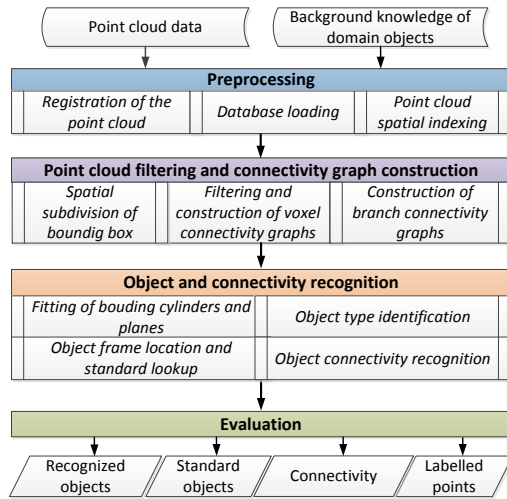 Point cloud data
Background knowledge of
domain objects
Preprocessing
Registration of the
point cloud
Database loading
Point cloud
spatial indexing
Point cloud filtering and connectivity graph construction
Spatial
subdivision of
boundig box
Filtering and
construction of voxel
connectivity graphs
Construction of
branch connectivity
graphs
Object and connectivity recognition
Fitting of bouding cylinders and
planes
Object type identification
Object frame location and
standard lookup
Object connectivity recognition
Evaluation
Recognized
objects
Standard
objects
Connectivity
Labelled
points